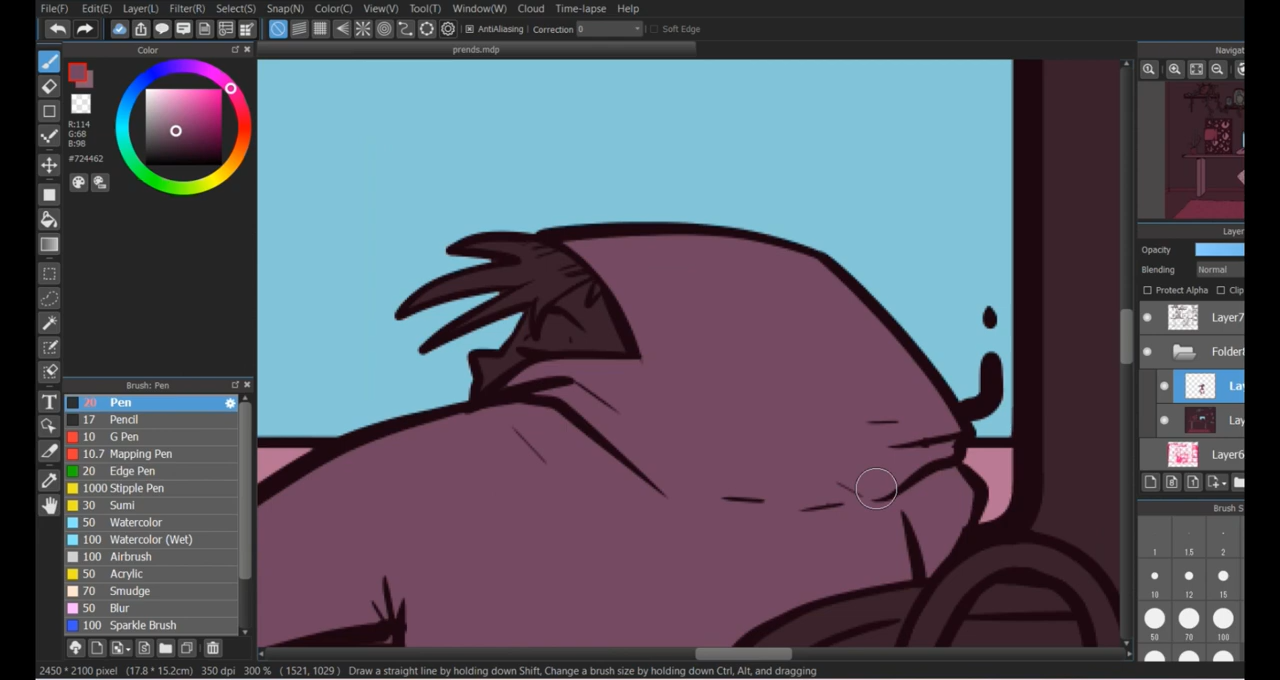 File(F) Edit(E) Layer(L) Filter(R) Select(S) Snap(N) Color(C) View(V) Tool(T) Window(W) Cloud Time-lapse Help
AntiAliasing Correction 0 Soft Edge
Color
prends.mdp
Navigat
R:114
G:68
B:98
#724462
Layer
Opacity
Blending Normal
Protect Alpha Clip
Layer7
Folder
La
Lay
Layer6
Brush: Pen
20 Pen
17 Pencil
10 G Pen
10.7 Mapping Pen
20 Edge Pen
1000 Stipple Pen
30 Sumi
50 Watercolor
100 Watercolor (Wet)
100 Airbrush
50 Acrylic
70 Smudge
50 Blur
100 Sparkle Brush
Brush S
1 1.5 2
10 12 15
50 70 100
2450 * 2100 pixel (17.8 * 15.2cm) 350 dpi 300 % ( 1521, 1029 ) Draw a straight line by holding down Shift, Change a brush size by holding down Ctrl, Alt, and dragging